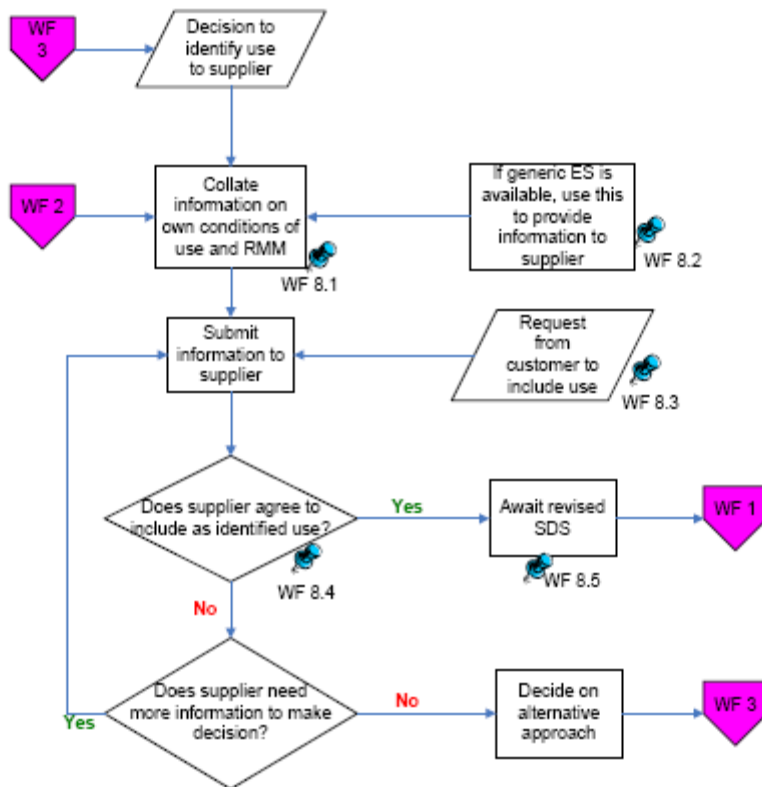 WF
3
Decision to
identify use
to supplier
WF 2
Collate
information on
own conditions of
use and RMM
WF 8.1
If generic ES is
available, use this
to provide
information to
supplier
WF 8.2
Submit
information to
supplier
Request
from
customer to
include use
WF 8.3
Does supplier agree to
include as identified use?
WF 8.4
Yes
Await revised
SDS
WF 8.5
WF 1
No
Does supplier need
more information to make
decision?
Yes
No
Decide on
alternative
approach
WF 3